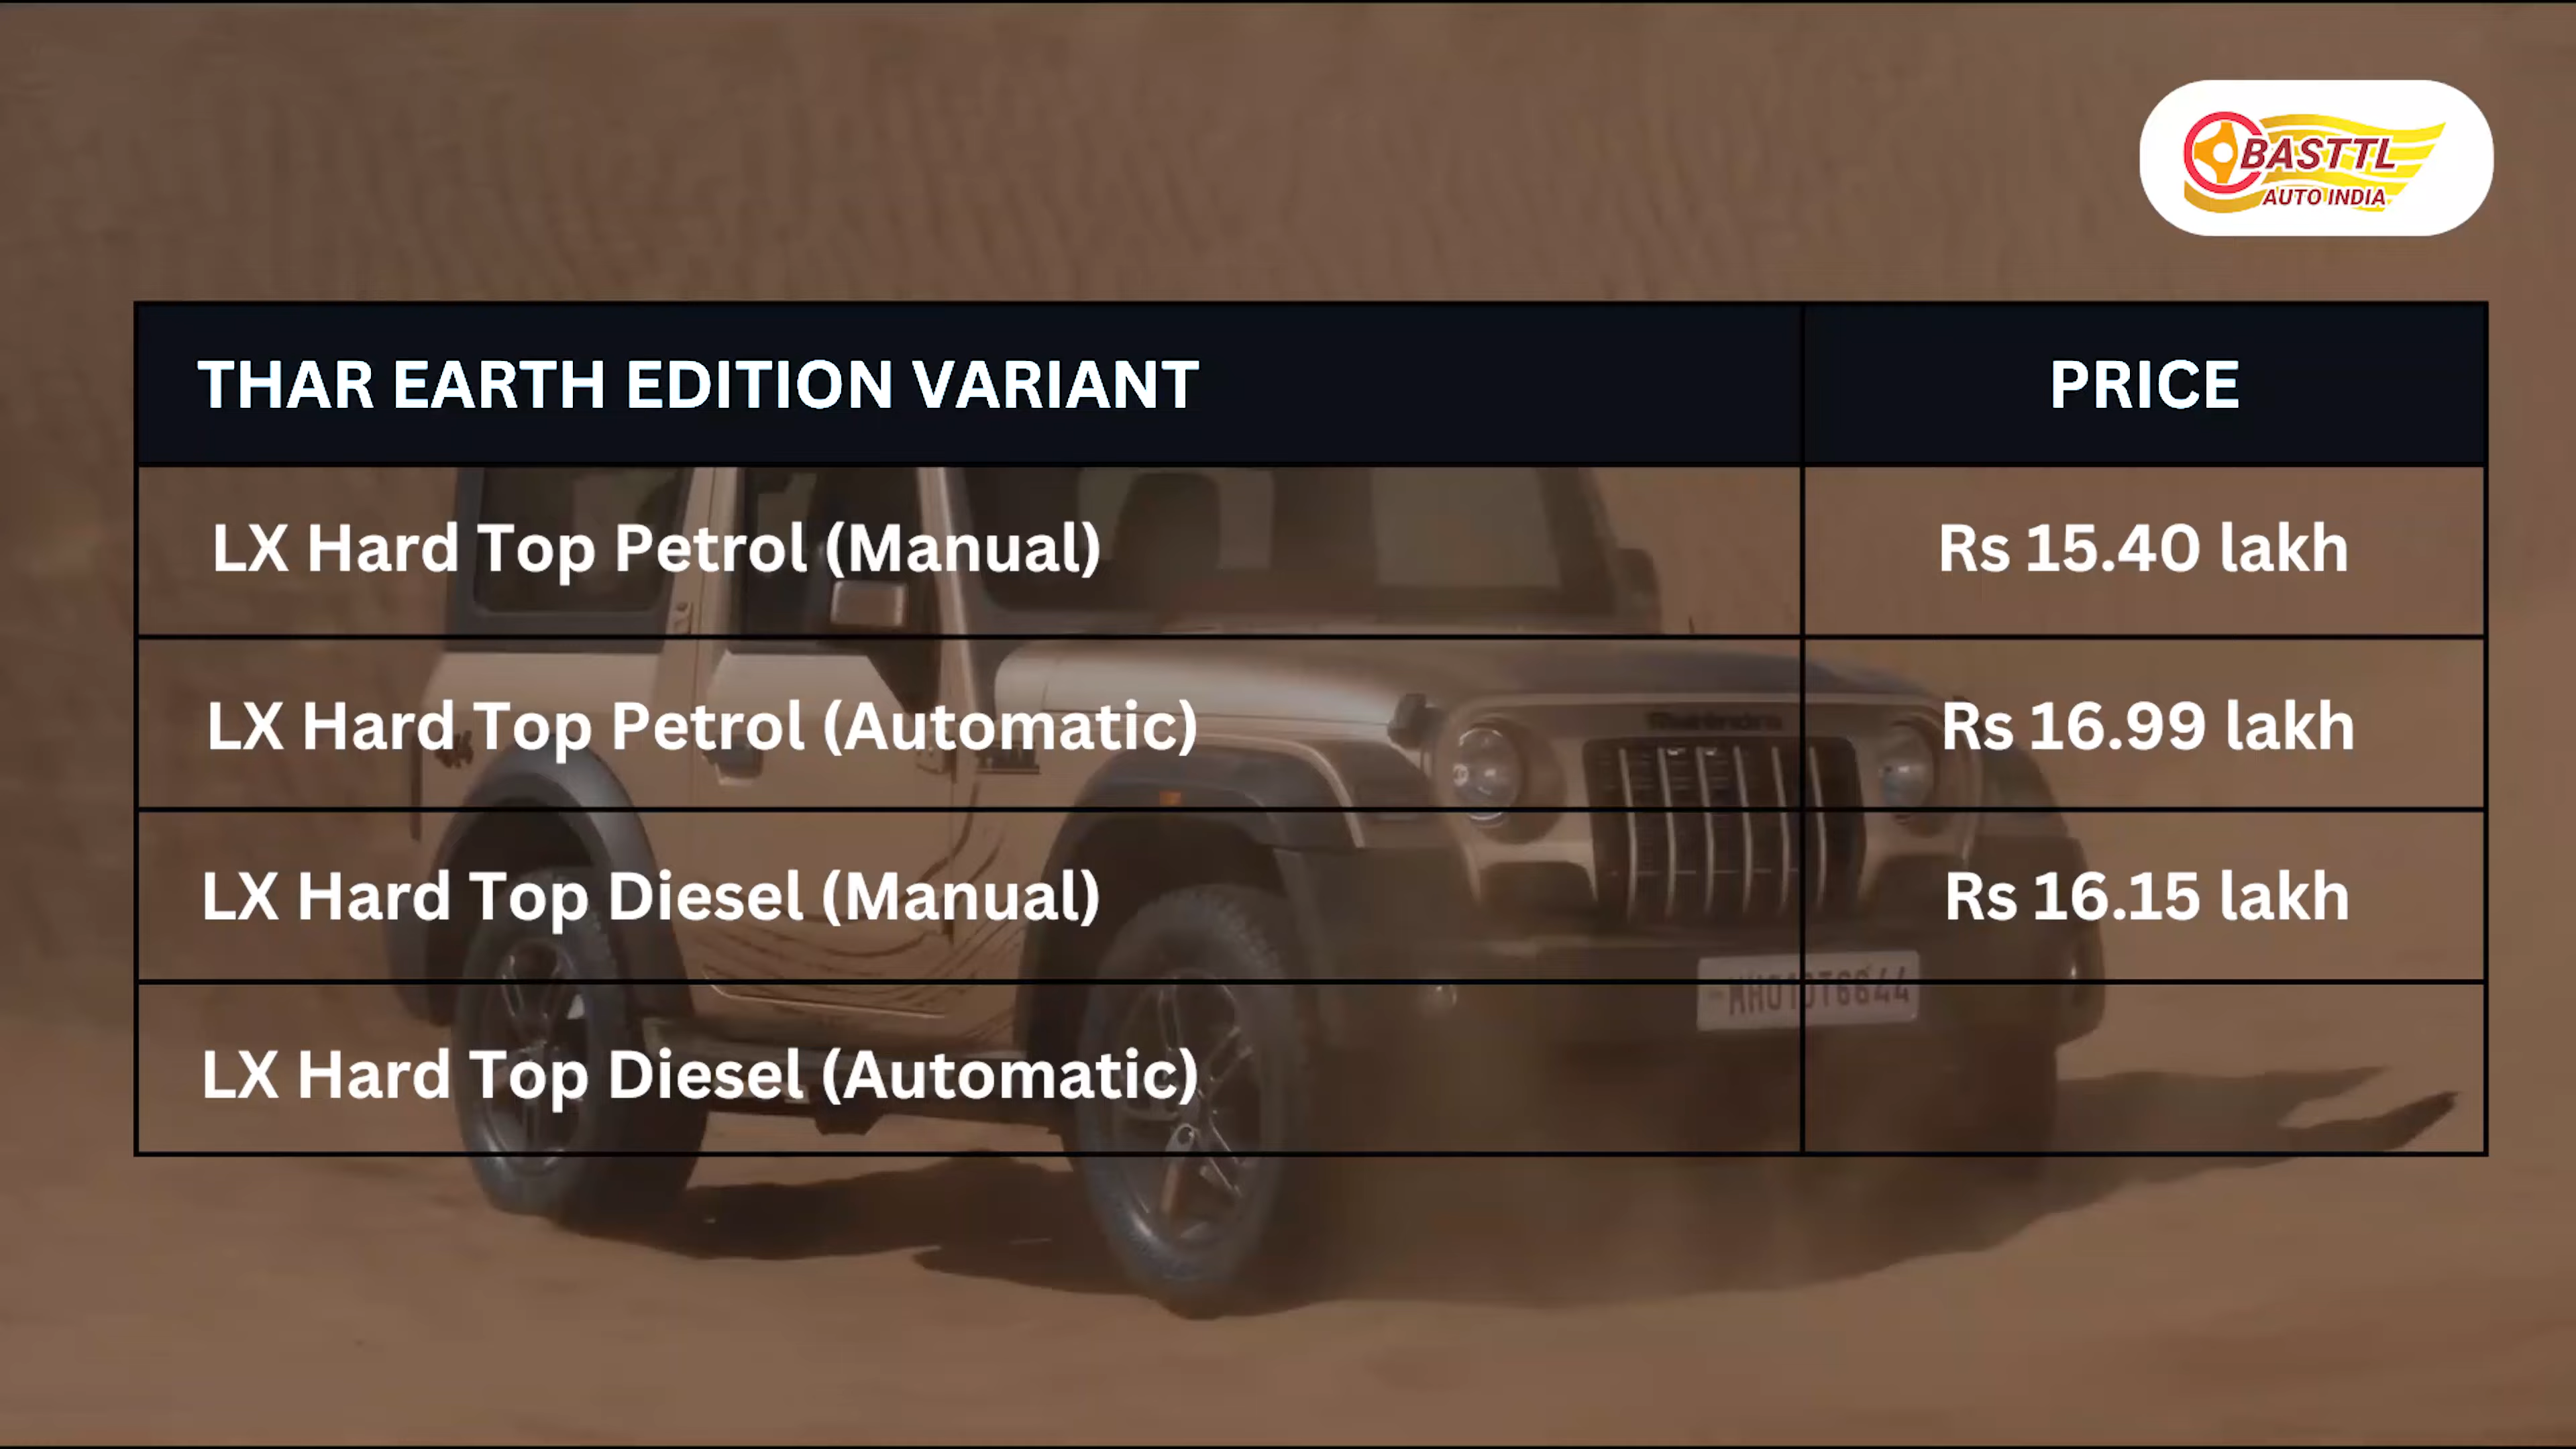 BASTTL
AUTO INDIA
THAR EARTH EDITION VARIANT PRICE
LX Hard Top Petrol (Manual) Rs 15.40 lakh
LX Hard Top Petrol (Automatic) Rs 16.99 lakh
LX Hard Top Diesel (Manual) Rs 16.15 lakh
LX Hard Top Diesel (Automatic)
Mahindra